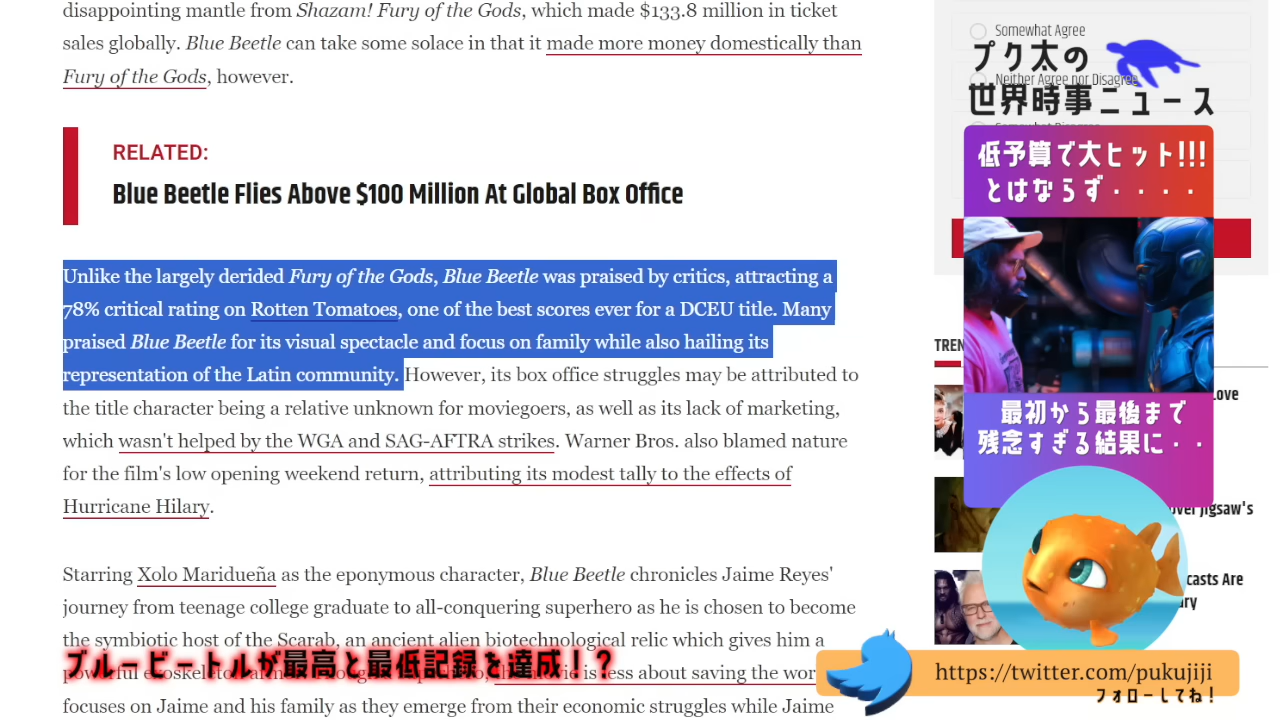 disappointing mantle from Shazam! Fury of the Gods, which made $133.8 million in ticket
sales globally. Blue Beetle can take some solace in that it made more money domestically than
Fury of the Gods, however.
RELATED:
Blue Beetle Flies Above $100 Million At Global Box Office
Unlike the largely derided Fury of the Gods, Blue Beetle was praised by critics, attracting a
78% critical rating on Rotten Tomatoes, one of the best scores ever for a DCEU title. Many
praised Blue Beetle for its visual spectacle and focus on family while also hailing its
representation of the Latin community. However, its box office struggles may be attributed to
the title character being a relative unknown for moviegoers, as well as its lack of marketing,
which wasn't helped by the WGA and SAG-AFTRA strikes. Warner Bros. also blamed nature
for the film's low opening weekend return, attributing its modest tally to the effects of
Hurricane Hilary.
Starring Xolo Maridueña as the eponymous character, Blue Beetle chronicles Jaime Reyes'
journey from teenage college graduate to all-conquering superhero as he is chosen to become
the symbiotic host of the Scarab, an ancient alien biotechnological relic which gives him a
ブルービートルが最高と最低記録を達成！？
focuses on Jaime and his family as they emerge from their economic struggles while Jaime
Somewhat Agree
プク太の
Neither Agree nor Disagree
世界時事ニュース
低予算で大ヒット!!!
とはならず・・・・
最初から最後まで
残念すぎる結果に・・
TREN
Love
over Jigsaw's
casts Are
https://twitter.com/pukujiji
フォローしてね！